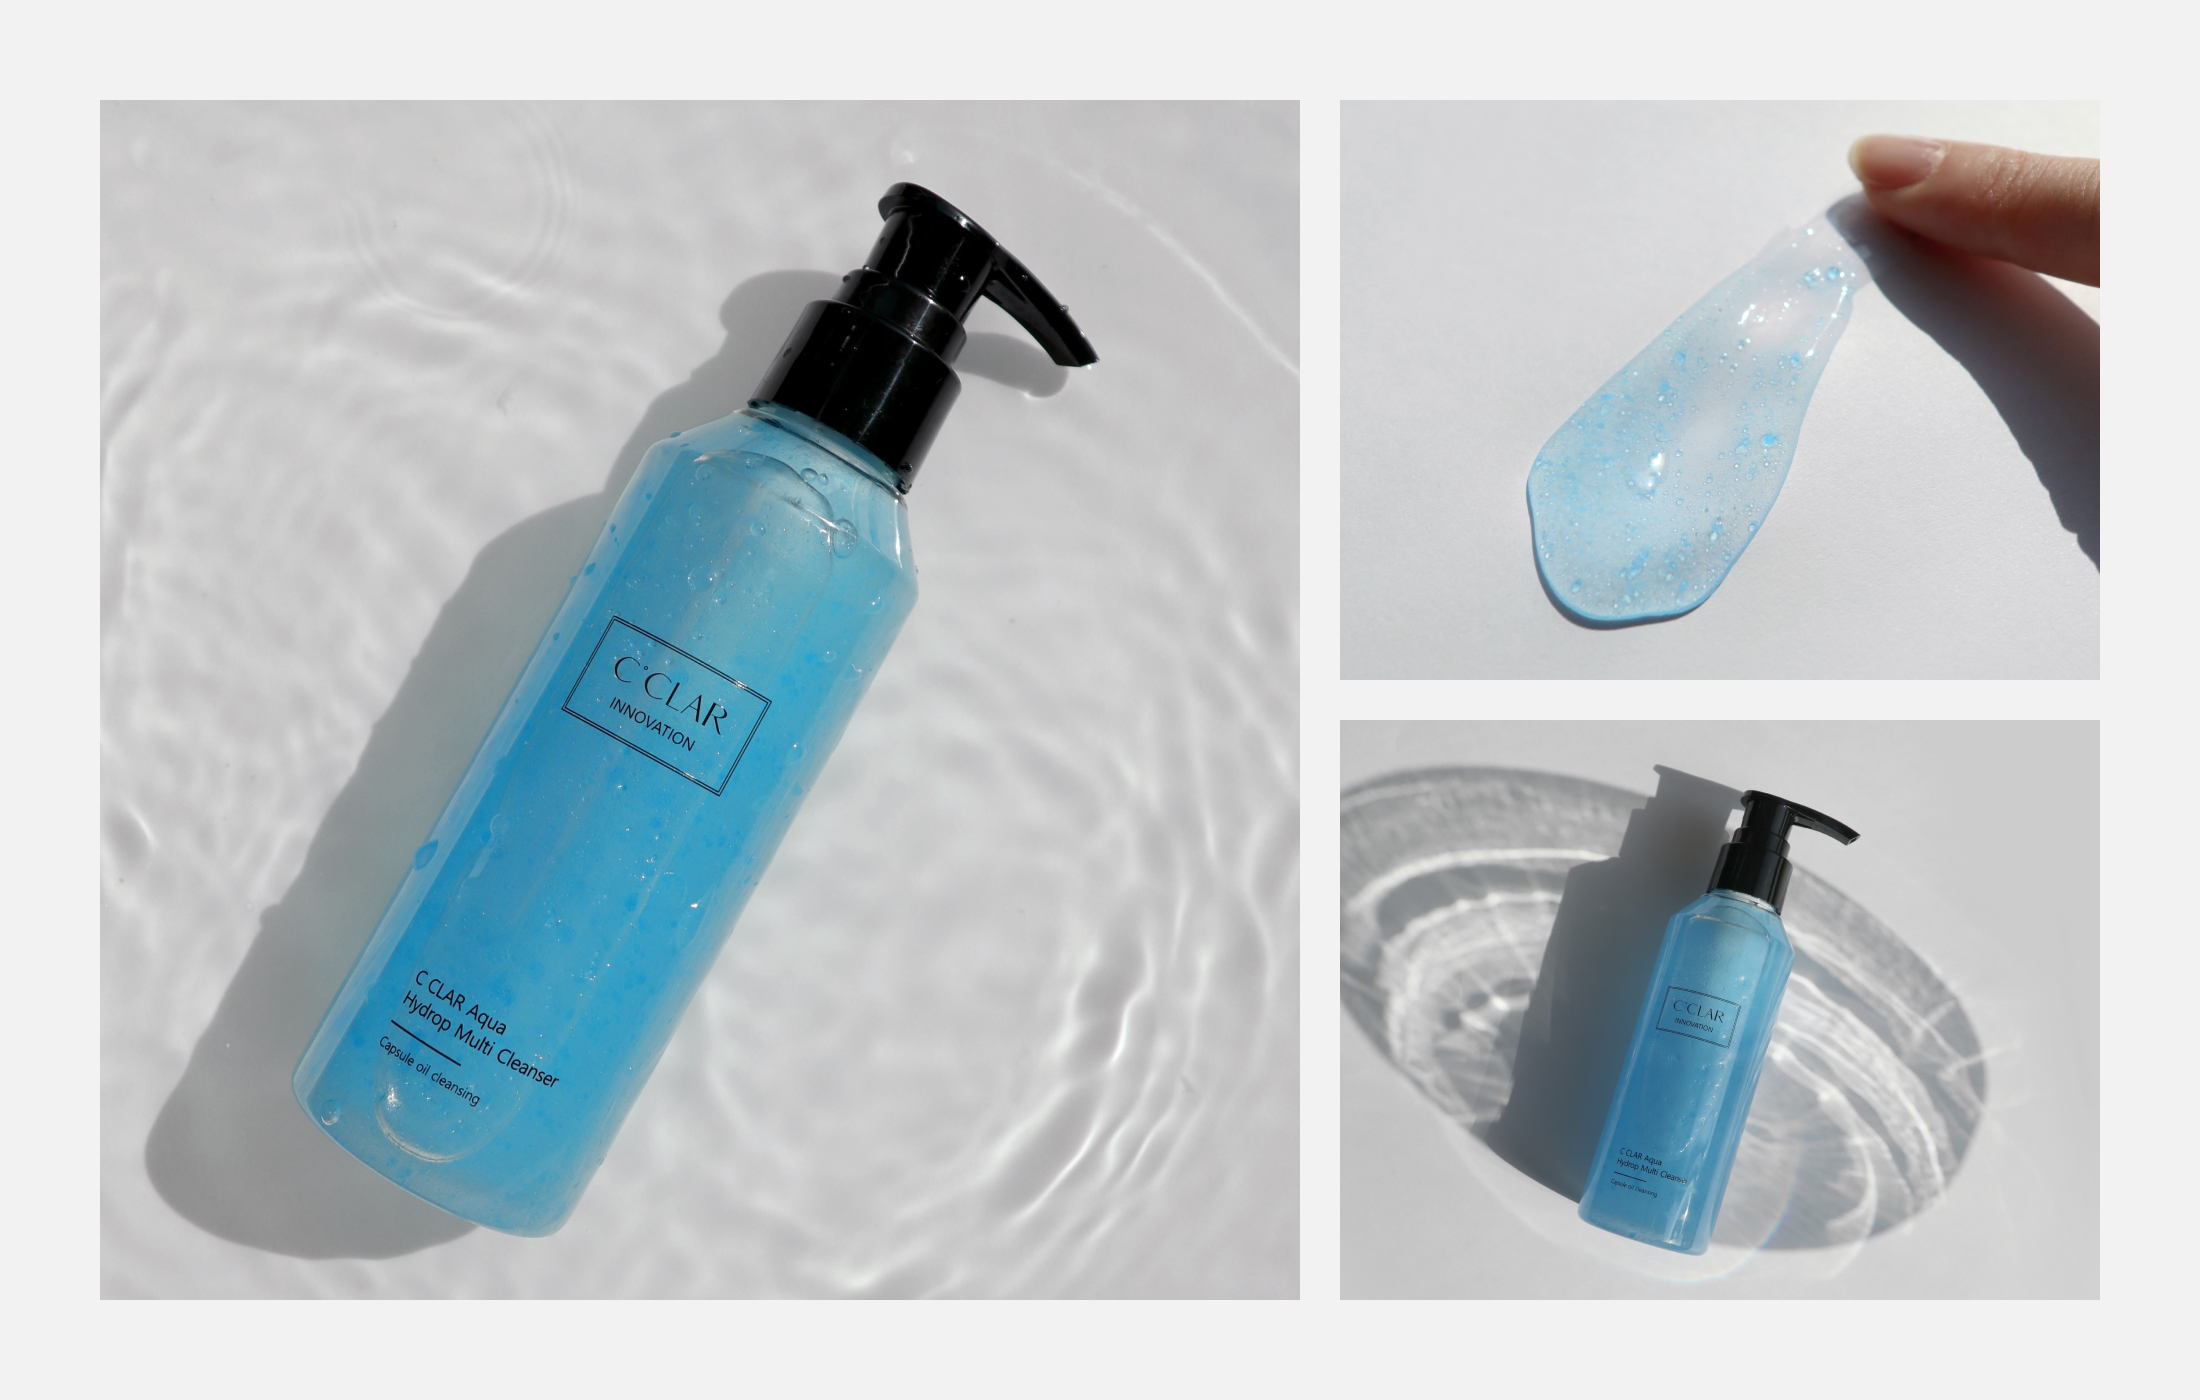 C°CLAR
INNOVATION
C CLAR Aqua
Hydrop Multi Cleanser
Capsule oil cleansing
C°CLAR
INNOVATION
C CLAR Aqua
Hydrop Multi Cleanser
Capsule oil cleansing